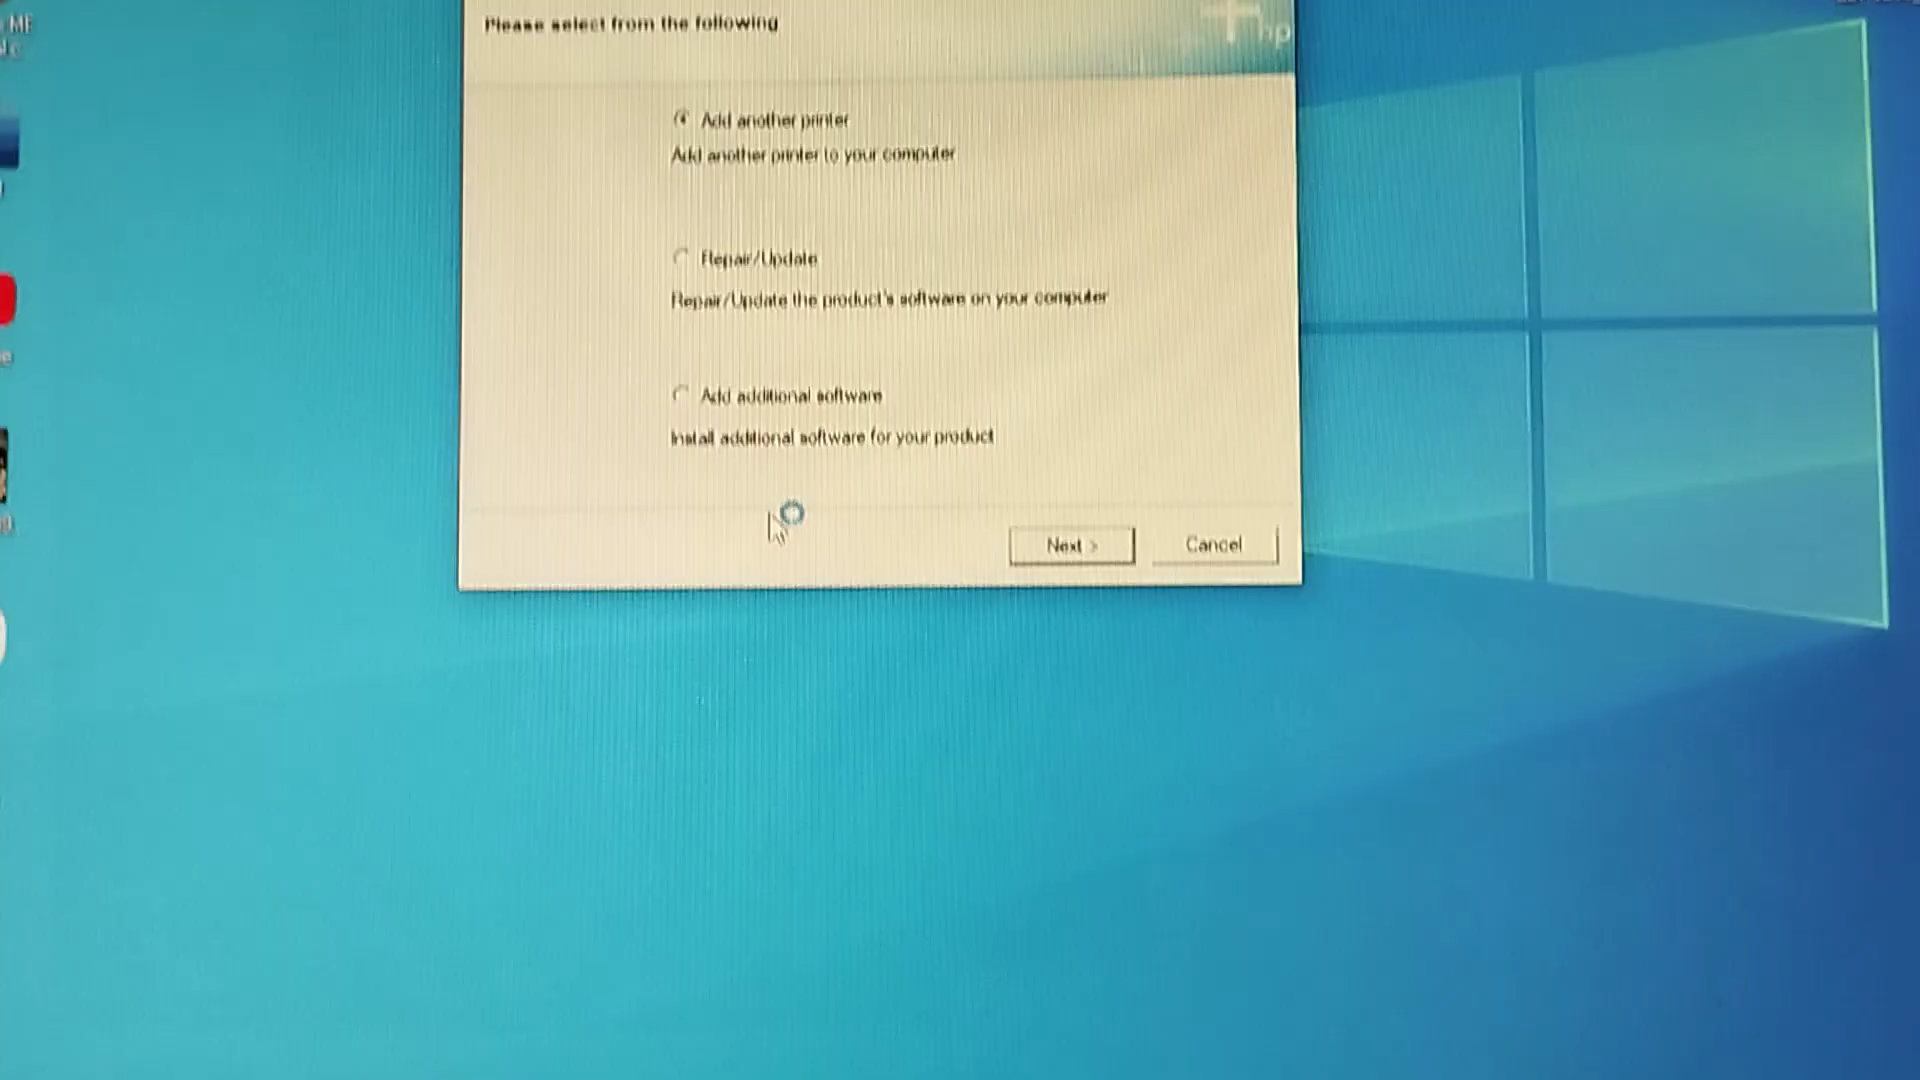 Please select from the following
hp
Add another printer
Add another printer to your computer
Repair/Update
Repair/Update the product's software on your computer
Add additional software
Install additional software for your product
Next >
Cancel